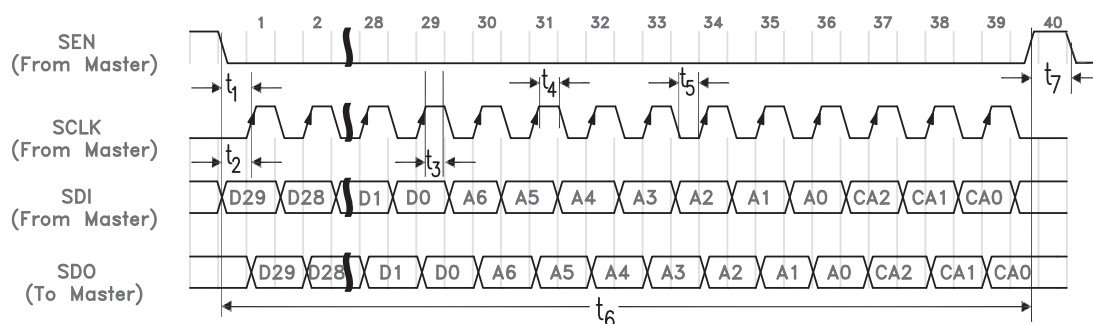 1 2 28 29 30 31 32 33 34 35 36 37 38 39 40
SEN
(From Master)
t1 t4 t5 t7
SCLK
(From Master)
t2 t3
SDI
(From Master)
D29 D28 D1 D0 A6 A5 A4 A3 A2 A1 A0 CA2 CA1 CA0
SDO
(To Master)
D29 D28 D1 D0 A6 A5 A4 A3 A2 A1 A0 CA2 CA1 CA0
t6